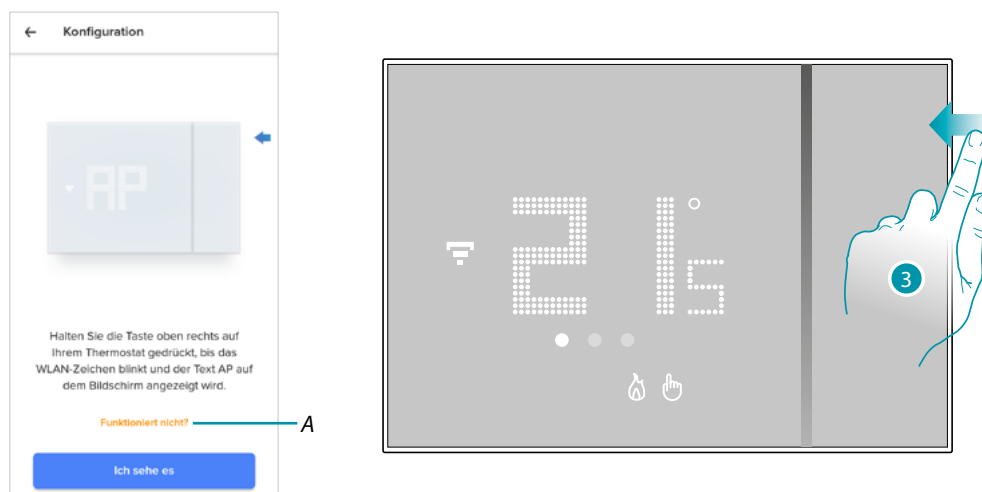 Konfiguration
AP
Halten Sie die Taste oben rechts auf
Ihrem Thermostat gedrückt, bis das
WLAN-Zeichen blinkt und der Text AP auf
dem Bildschirm angezeigt wird.
Funktioniert nicht?
A
Ich sehe es
21°5
3